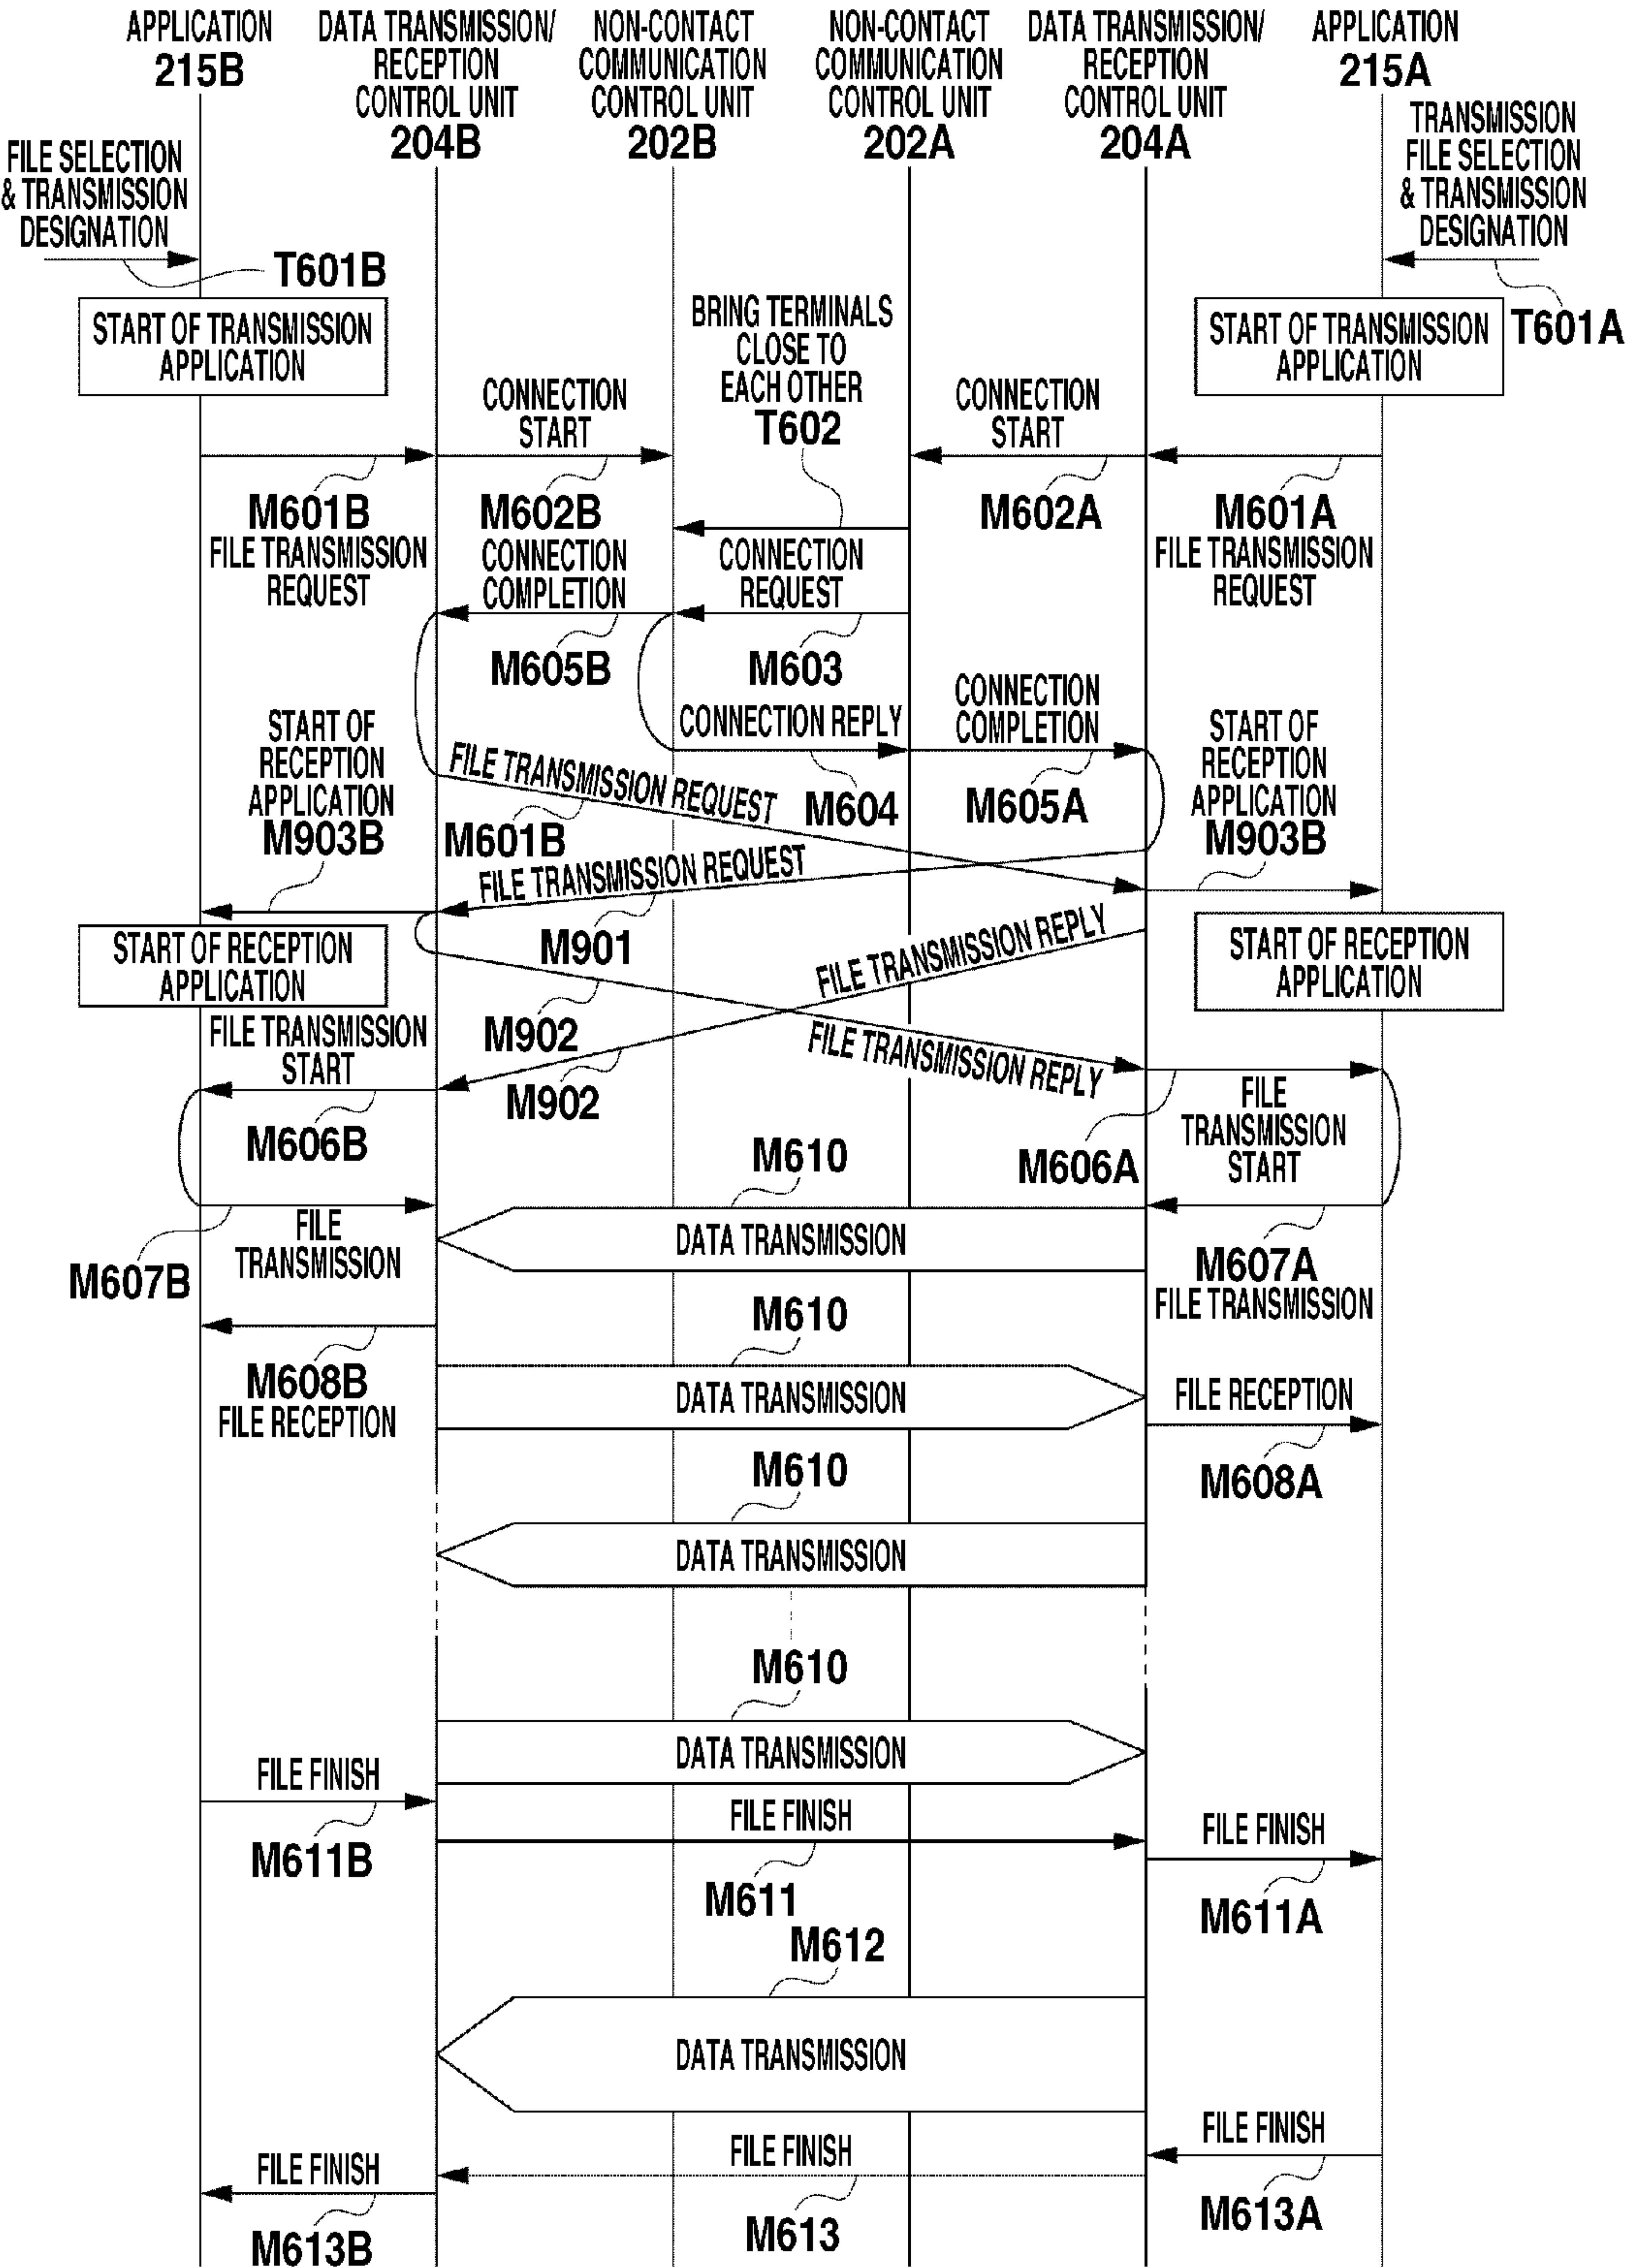 APPLICATION
215B
DATA TRANSMISSION/
RECEPTION
CONTROL UNIT
204B
NON-CONTACT
COMMUNICATION
CONTROL UNIT
202B
NON-CONTACT
COMMUNICATION
CONTROL UNIT
202A
DATA TRANSMISSION/
RECEPTION
CONTROL UNIT
204A
APPLICATION
215A
FILE SELECTION
& TRANSMISSION
DESIGNATION
T601B
TRANSMISSION
FILE SELECTION
& TRANSMISSION
DESIGNATION
T601A
START OF TRANSMISSION
APPLICATION
BRING TERMINALS
CLOSE TO
EACH OTHER
T602
START OF TRANSMISSION
APPLICATION
CONNECTION
START
CONNECTION
START
M601B
FILE TRANSMISSION
REQUEST
M602B
M602A
M601A
FILE TRANSMISSION
REQUEST
CONNECTION
COMPLETION
CONNECTION
REQUEST
M605B
M603
CONNECTION REPLY
CONNECTION
COMPLETION
START OF
RECEPTION
APPLICATION
M903B
START OF
RECEPTION
APPLICATION
M903B
FILE TRANSMISSION REQUEST
M604
M605A
M601B
FILE TRANSMISSION REQUEST
M901
FILE TRANSMISSION REPLY
START OF RECEPTION
APPLICATION
START OF RECEPTION
APPLICATION
FILE TRANSMISSION
START
M902
FILE TRANSMISSION REPLY
M902
M606B
M606A
FILE
TRANSMISSION
START
M610
DATA TRANSMISSION
FILE
TRANSMISSION
M607B
M607A
FILE TRANSMISSION
M610
M608B
FILE RECEPTION
DATA TRANSMISSION
FILE RECEPTION
M608A
M610
DATA TRANSMISSION
M610
DATA TRANSMISSION
FILE FINISH
M611B
FILE FINISH
M611
FILE FINISH
M611A
M612
DATA TRANSMISSION
FILE FINISH
M613A
FILE FINISH
M613
FILE FINISH
M613B